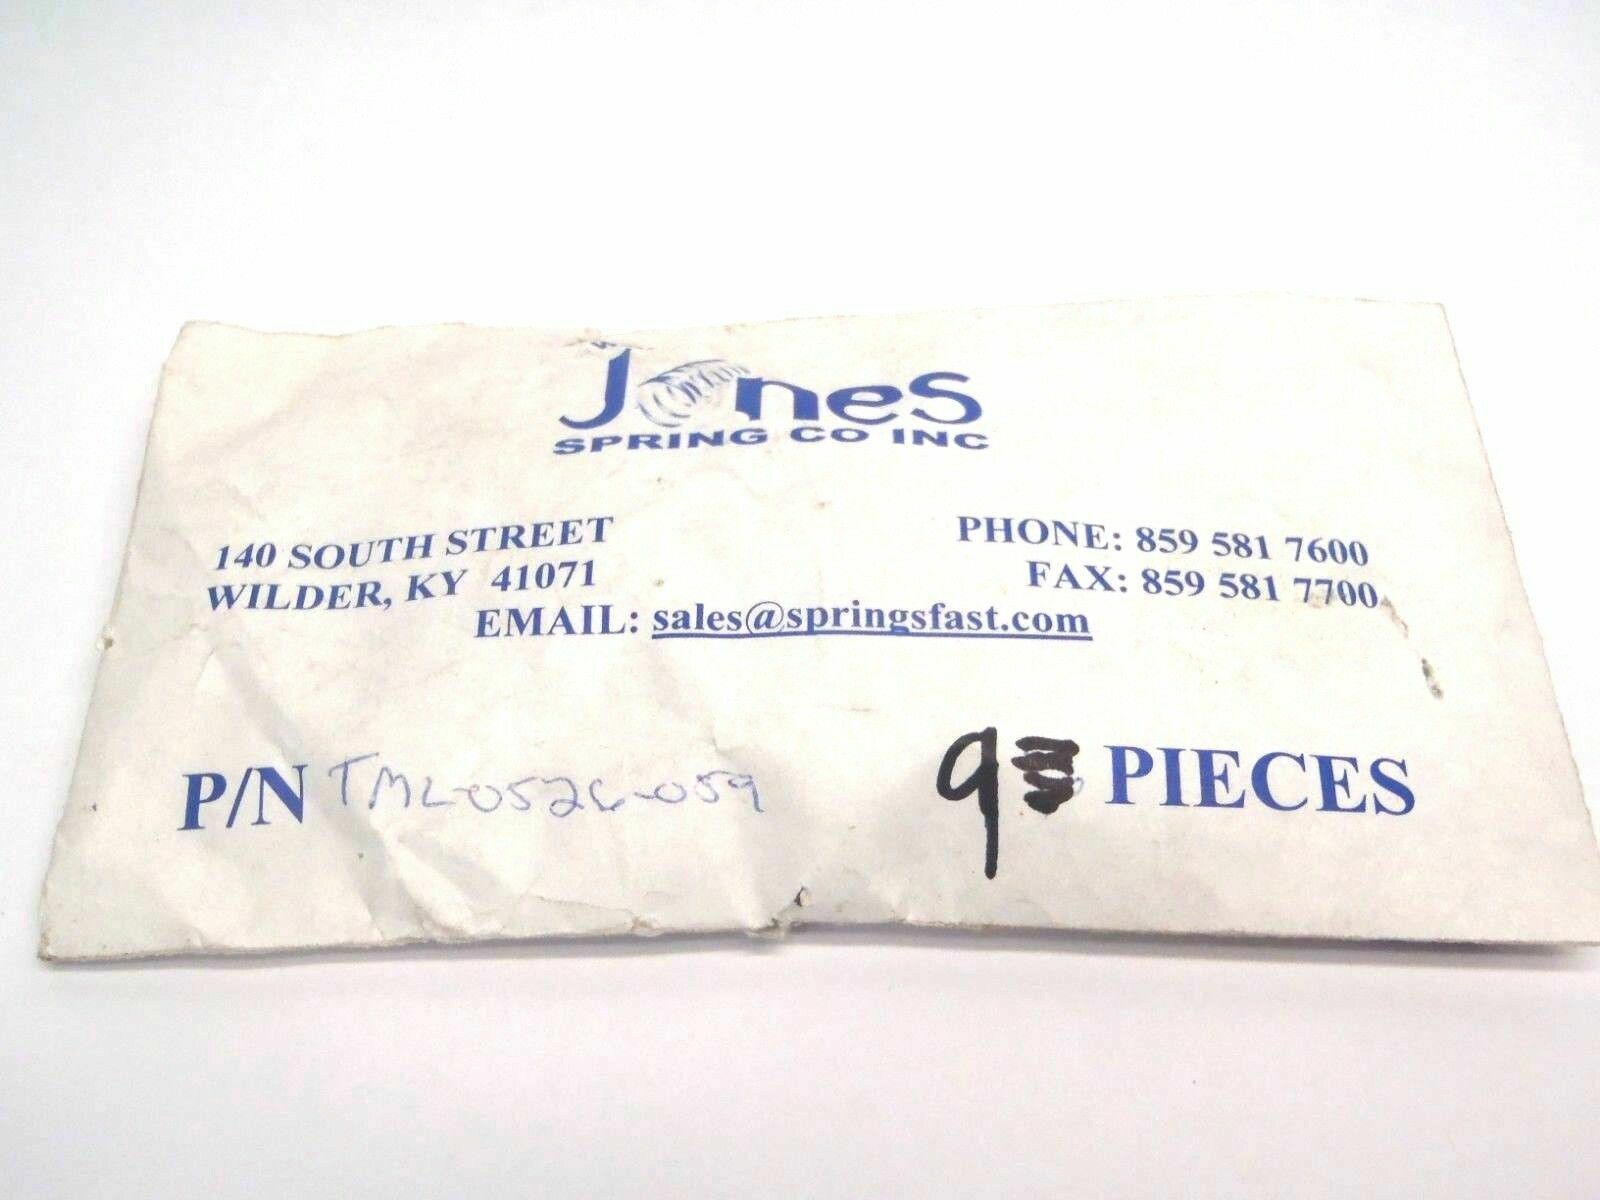 W
Jones
SPRING CO INC
140 SOUTH STREET
WILDER, KY 41071
PHONE: 859 581 7600
FAX: 859 581 7700
EMAIL: sales@springsfast.com
P/N TML-0526-059
9 PIECES